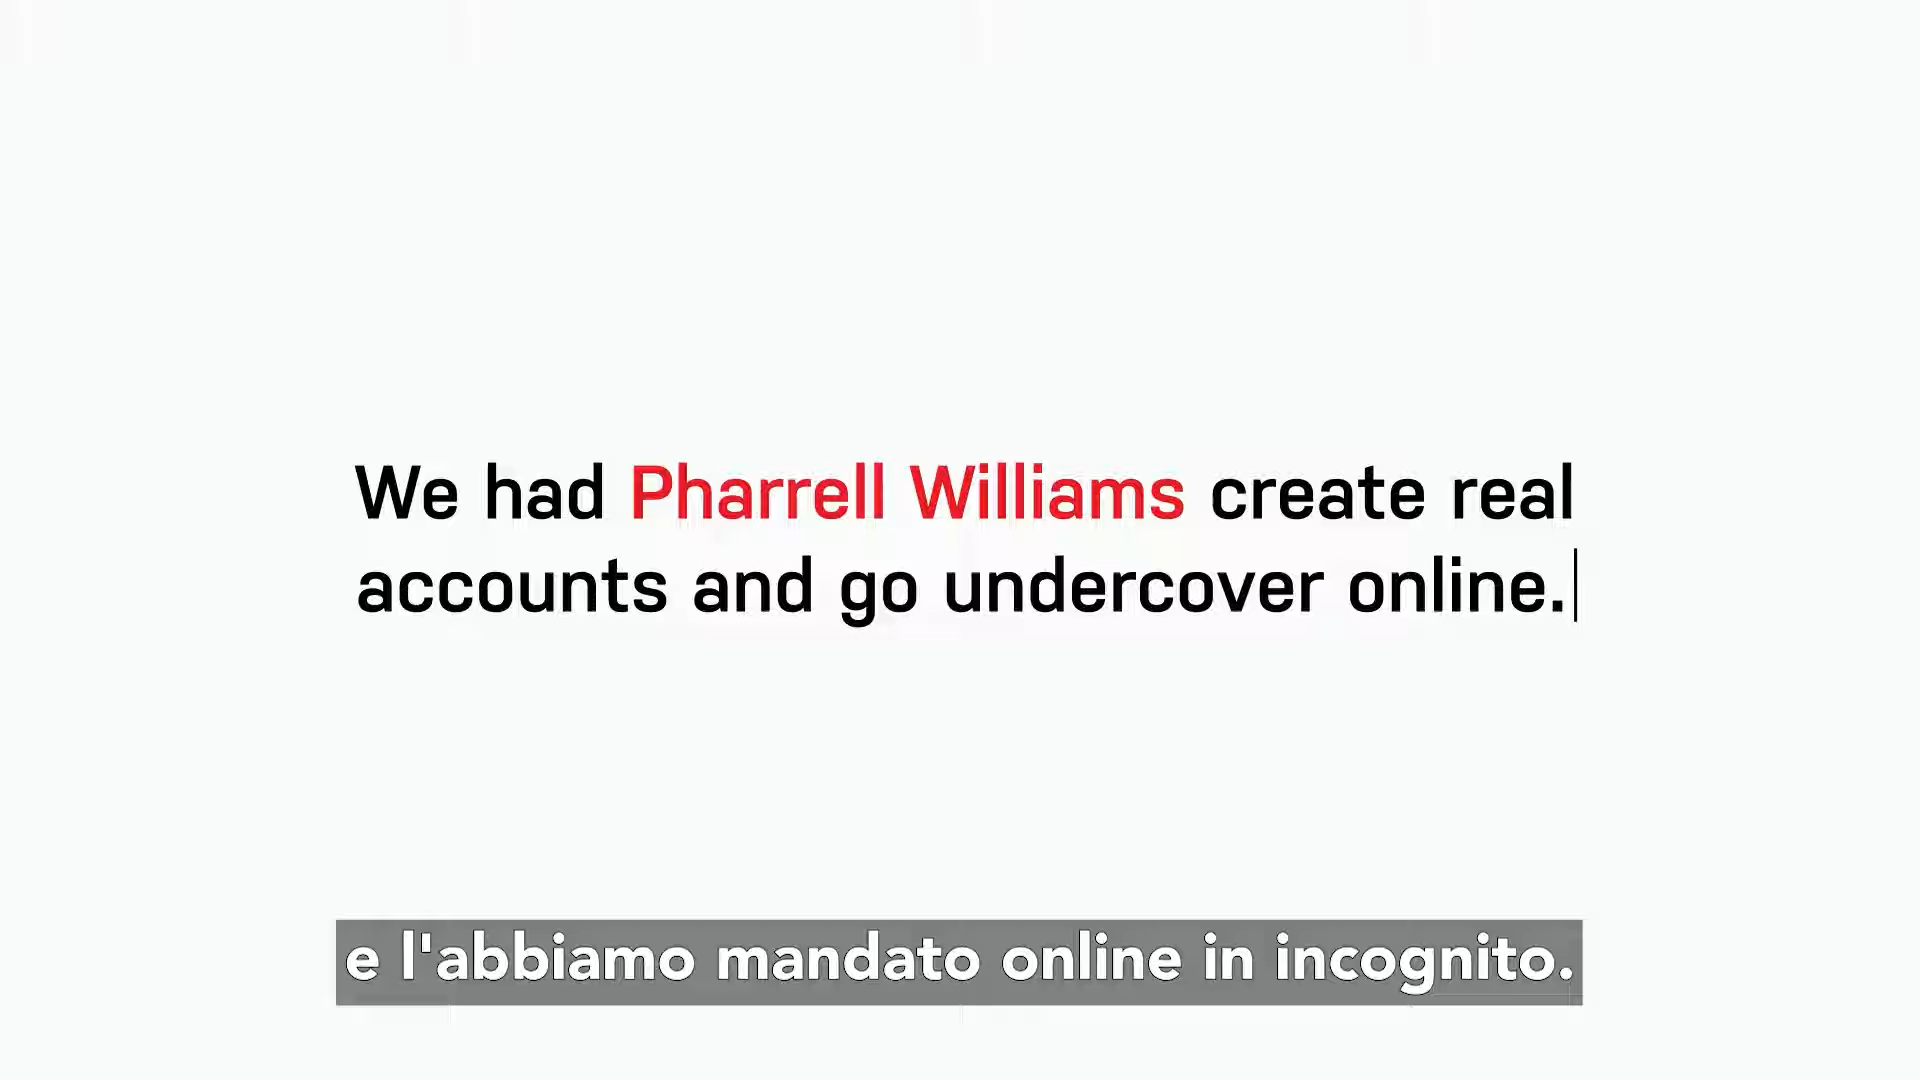 We had Pharrell Williams create real
accounts and go undercover online.
e l'abbiamo mandato online in incognito.